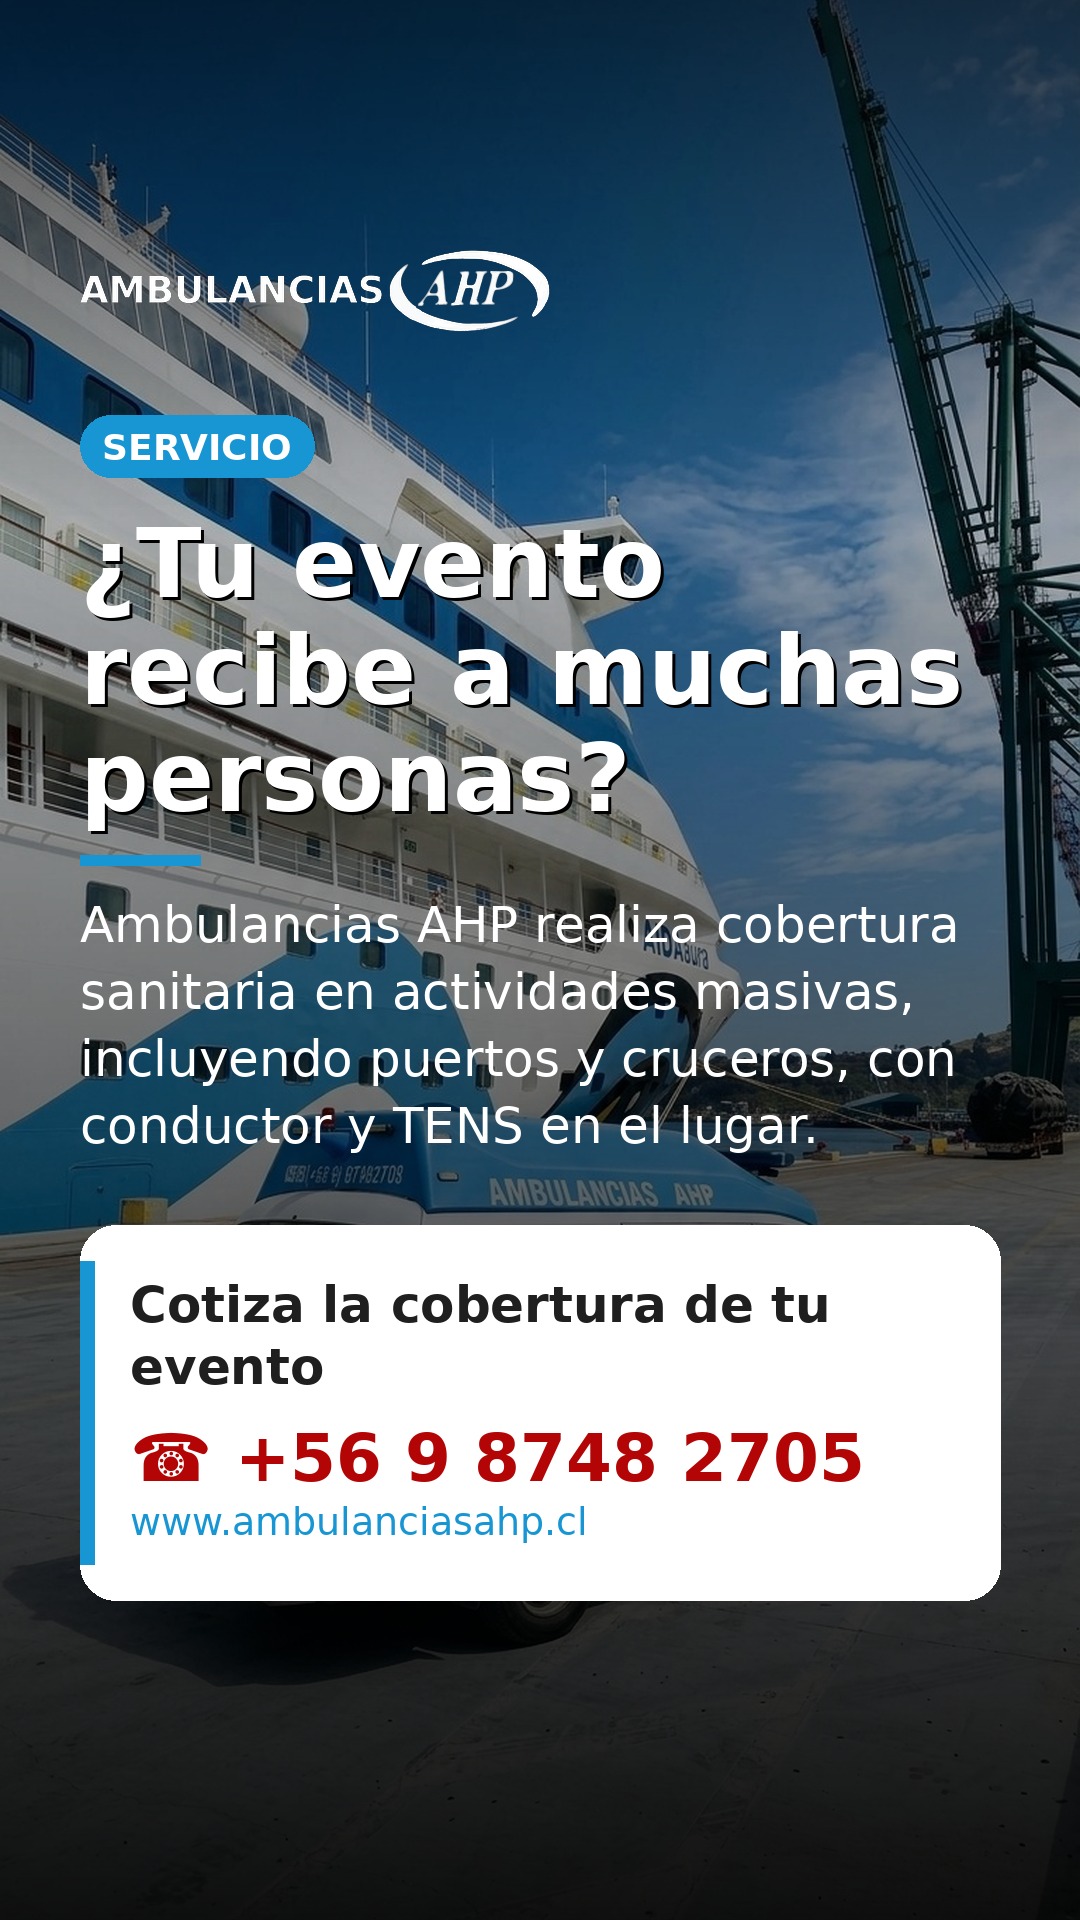 AMBULANCIAS AHP
SERVICIO
¿Tu evento
recibe a muchas
personas?
Ambulancias AHP realiza cobertura
sanitaria en actividades masivas,
incluyendo puertos y cruceros, con
conductor y TENS en el lugar.
AIDAaura
AMBULANCIAS AHP
Cotiza la cobertura de tu
evento
☎ +56 9 8748 2705
www.ambulanciasahp.cl